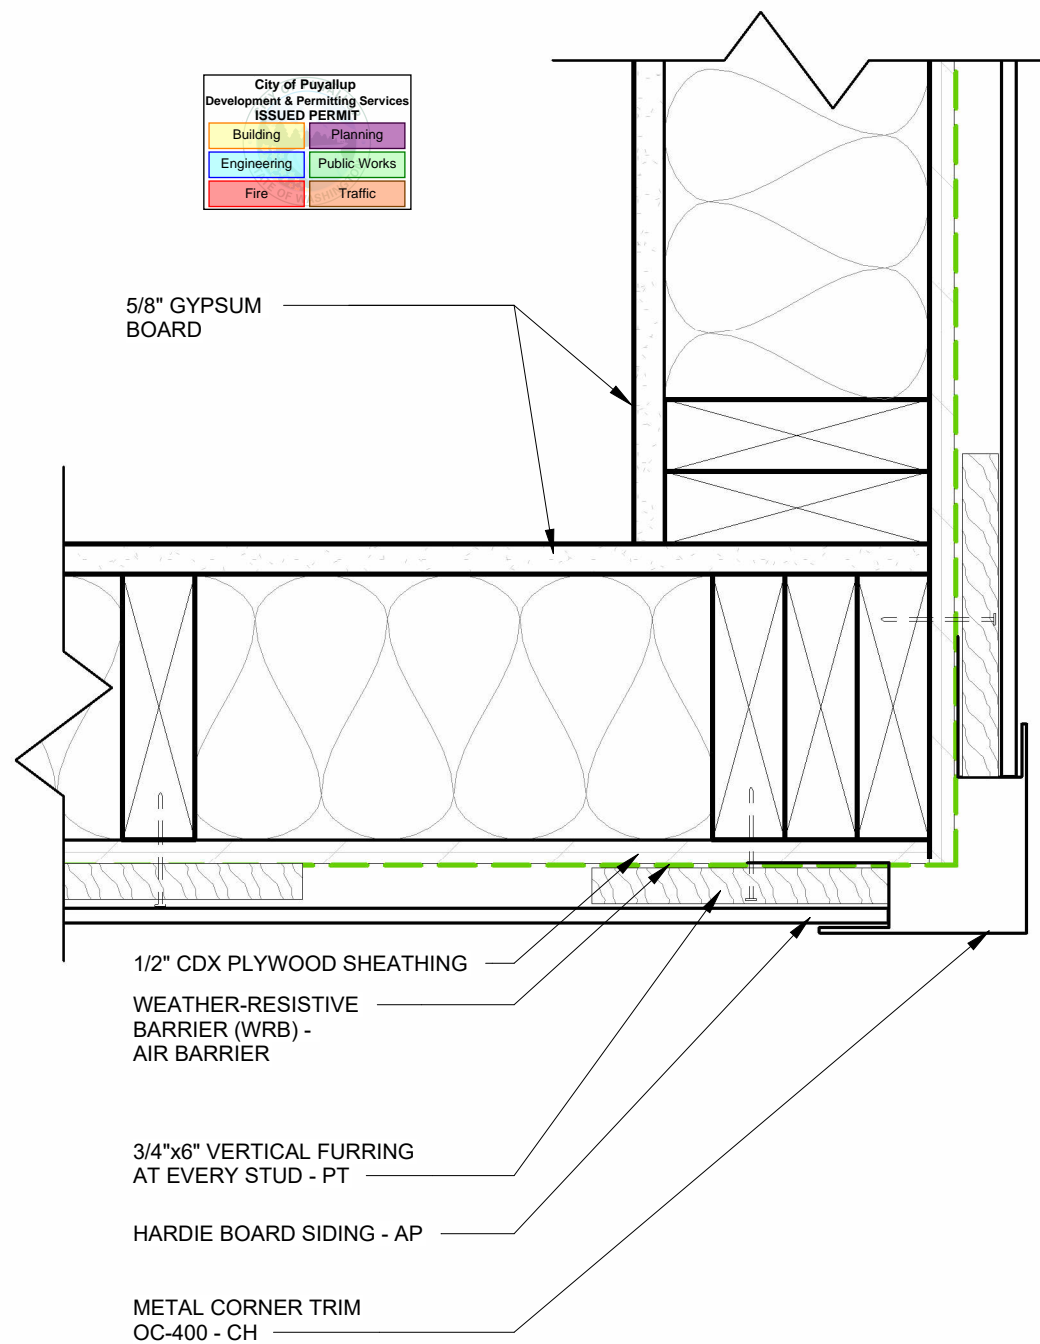 City of Puyallup
Development & Permitting Services
ISSUED PERMIT
Building Planning
Engineering Public Works
Fire Traffic
OF WASHIN
5/8" GYPSUM
BOARD
1/2" CDX PLYWOOD SHEATHING
WEATHER-RESISTIVE
BARRIER (WRB) -
AIR BARRIER
3/4"x6" VERTICAL FURRING
AT EVERY STUD - PT
HARDIE BOARD SIDING - AP
METAL CORNER TRIM
OC-400 - CH